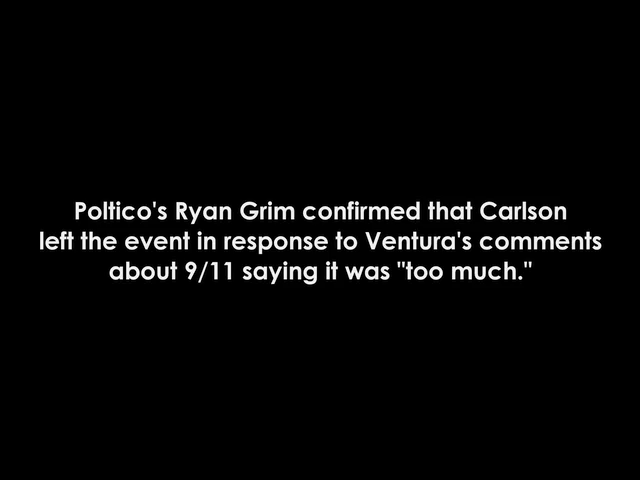 Poltico's Ryan Grim confirmed that Carlson
left the event in response to Ventura's comments
about 9/11 saying it was "too much."